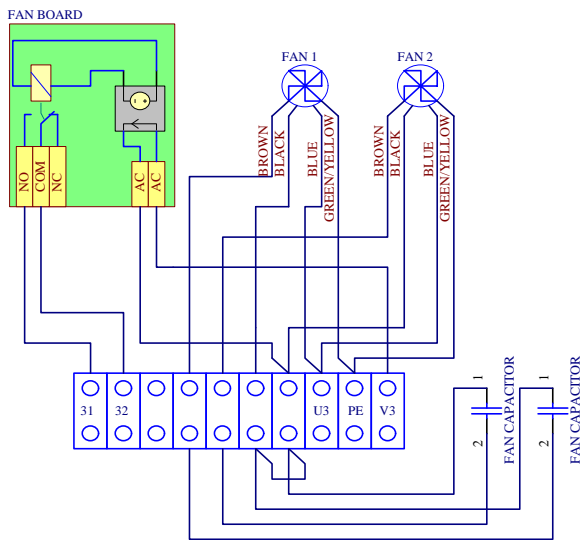 FAN BOARD
FAN 1
FAN 2
BROWN
BLACK
BLUE
GREEN/YELLOW
BROWN
BLACK
BLUE
GREEN/YELLOW
NO
COM
NC
AC
AC
31
32
U3
PE
V3
1
2
FAN CAPACITOR
1
2
FAN CAPACITOR